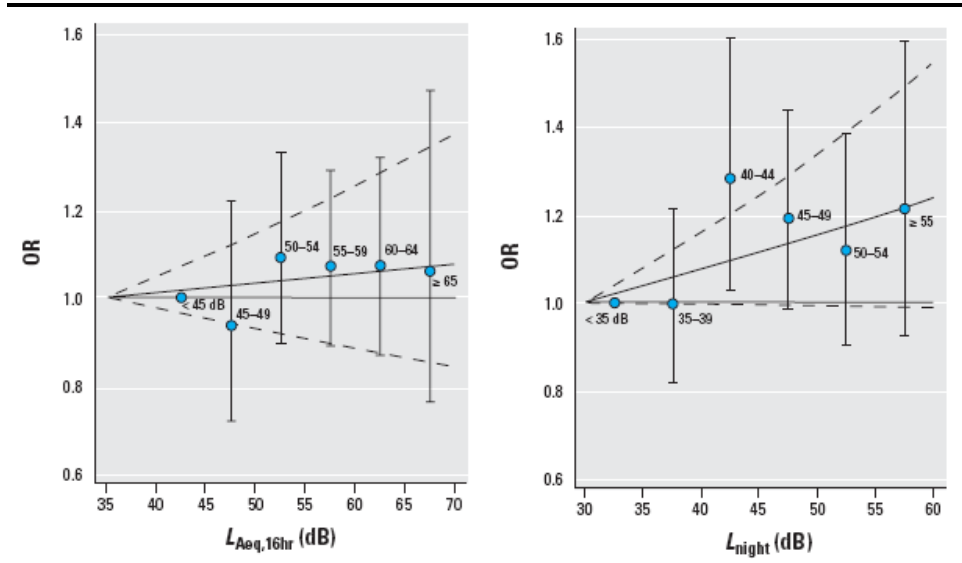 1.6
1.4
1.2
1.0
0.8
0.6
OR
< 45 dB
45–49
50–54
55–59
60–64
≥ 65
35 40 45 50 55 60 65 70
LAeq,16hr (dB)
1.6
1.4
1.2
1.0
0.8
0.6
OR
< 35 dB
35–39
40–44
45–49
50–54
≥ 55
30 35 40 45 50 55 60
Lnight (dB)